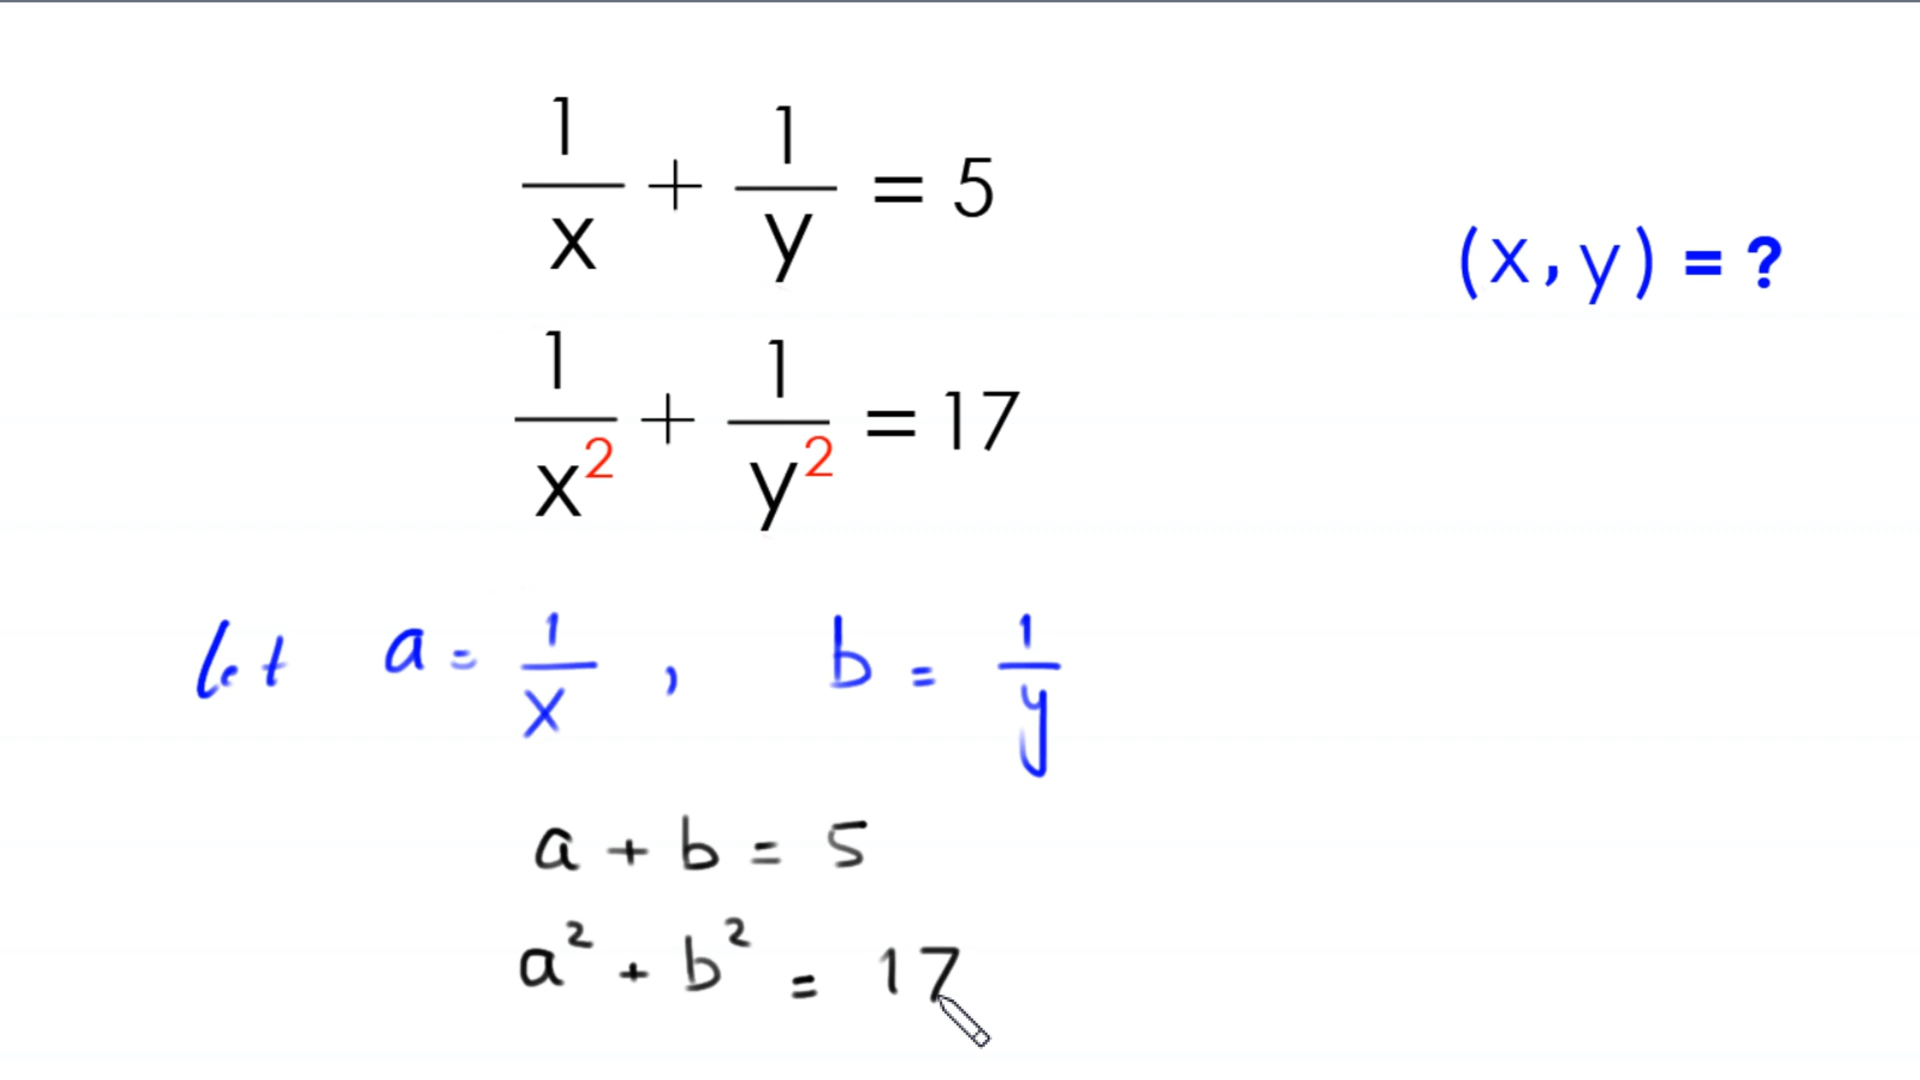 1/x + 1/y = 5
(x, y) = ?
1/x² + 1/y² = 17
let a = 1/x , b = 1/y
a + b = 5
a² + b² = 17